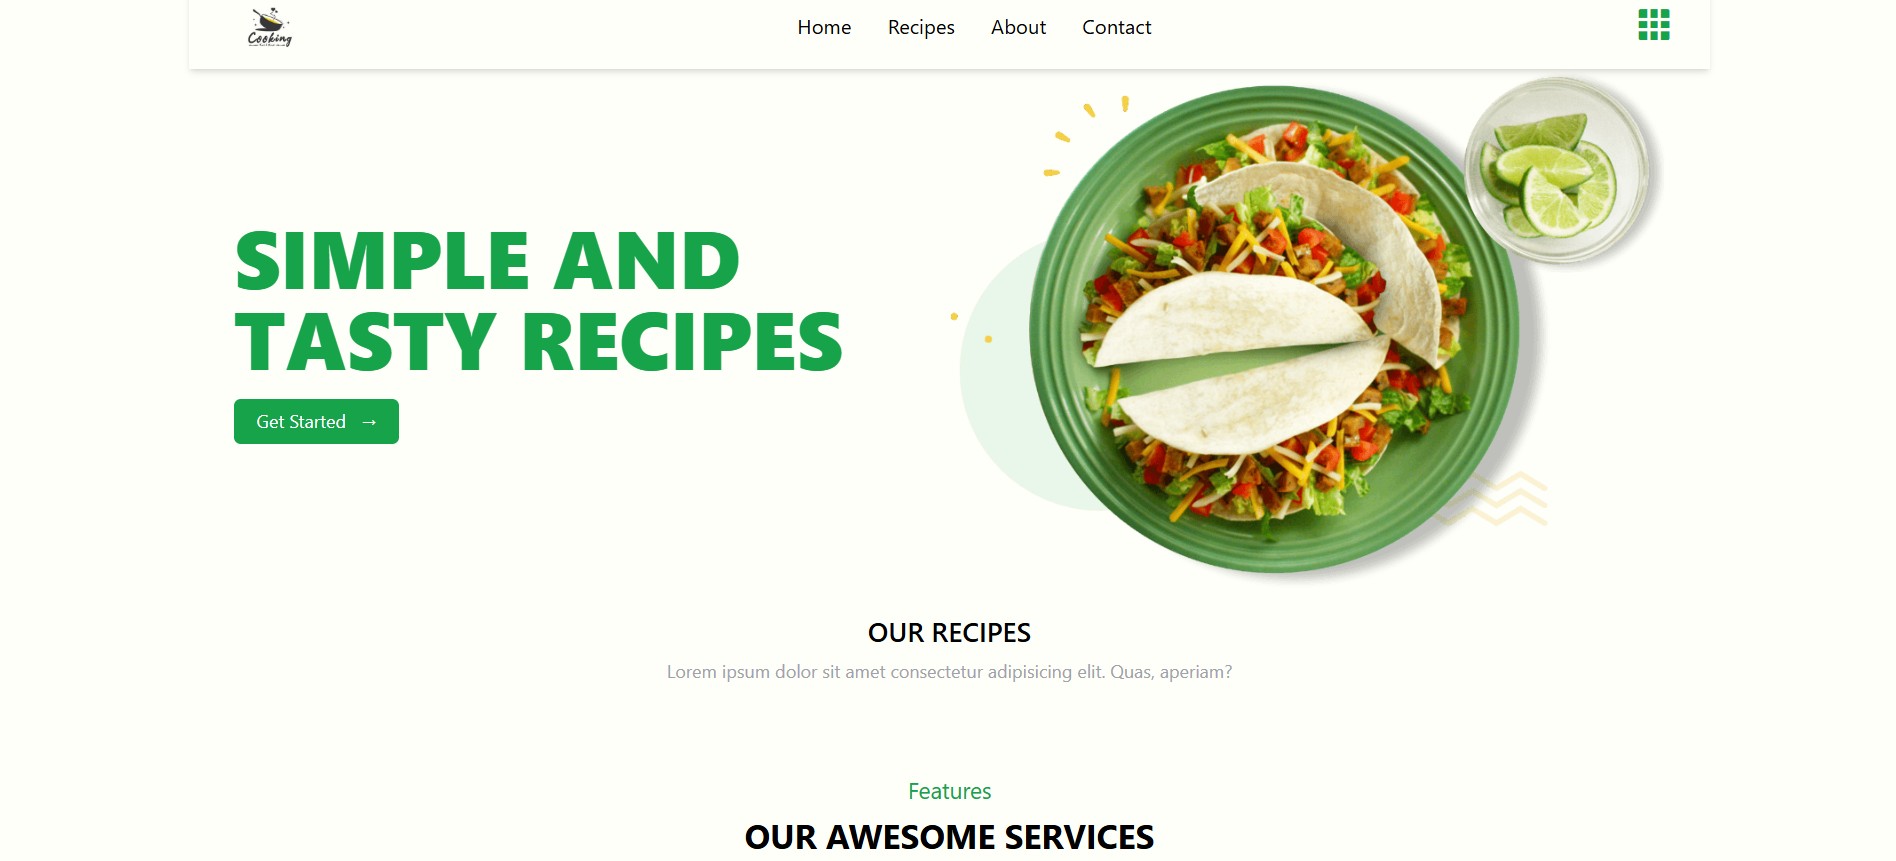 Cooking
Home Recipes About Contact
SIMPLE AND
TASTY RECIPES
Get Started →
OUR RECIPES
Lorem ipsum dolor sit amet consectetur adipisicing elit. Quas, aperiam?
Features
OUR AWESOME SERVICES